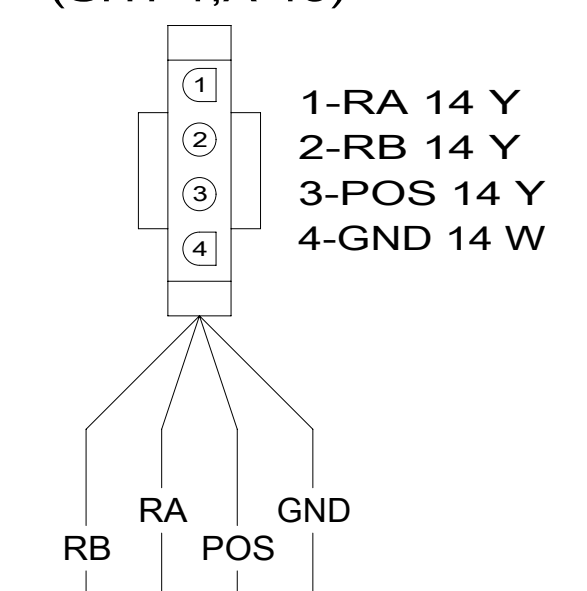 1
2
3
4
1-RA 14 Y
2-RB 14 Y
3-POS 14 Y
4-GND 14 W
RA GND
RB POS